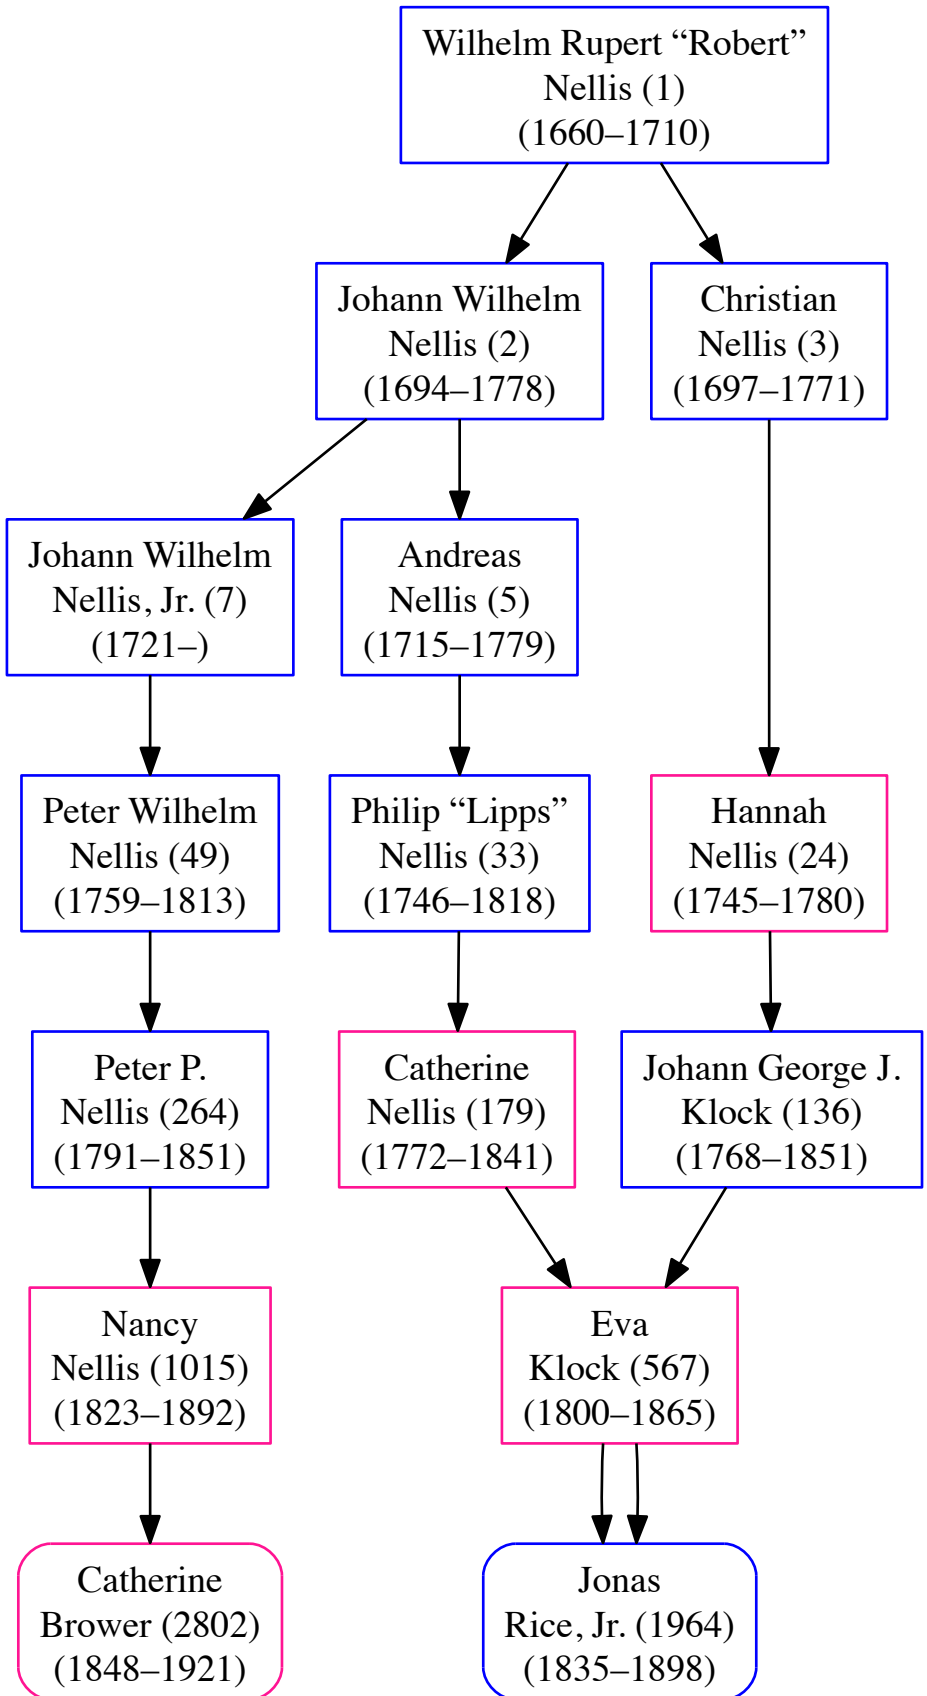 Wilhelm Rupert “Robert”
Nellis (1)
(1660–1710)
Johann Wilhelm
Nellis (2)
(1694–1778)
Christian
Nellis (3)
(1697–1771)
Johann Wilhelm
Nellis, Jr. (7)
(1721–)
Andreas
Nellis (5)
(1715–1779)
Peter Wilhelm
Nellis (49)
(1759–1813)
Philip “Lipps”
Nellis (33)
(1746–1818)
Hannah
Nellis (24)
(1745–1780)
Peter P.
Nellis (264)
(1791–1851)
Catherine
Nellis (179)
(1772–1841)
Johann George J.
Klock (136)
(1768–1851)
Nancy
Nellis (1015)
(1823–1892)
Eva
Klock (567)
(1800–1865)
Catherine
Brower (2802)
(1848–1921)
Jonas
Rice, Jr. (1964)
(1835–1898)